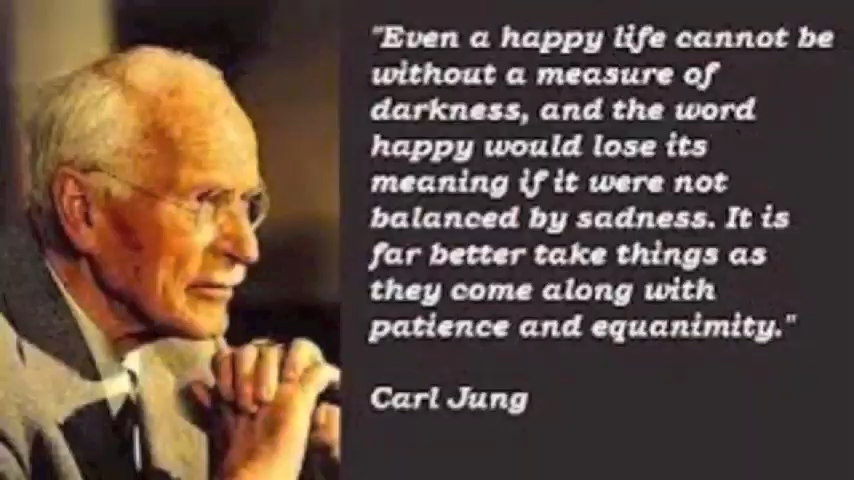 "Even a happy life cannot be
without a measure of
darkness, and the word
happy would lose its
meaning if it were not
balanced by sadness. It is
far better take things as
they come along with
patience and equanimity."
Carl Jung